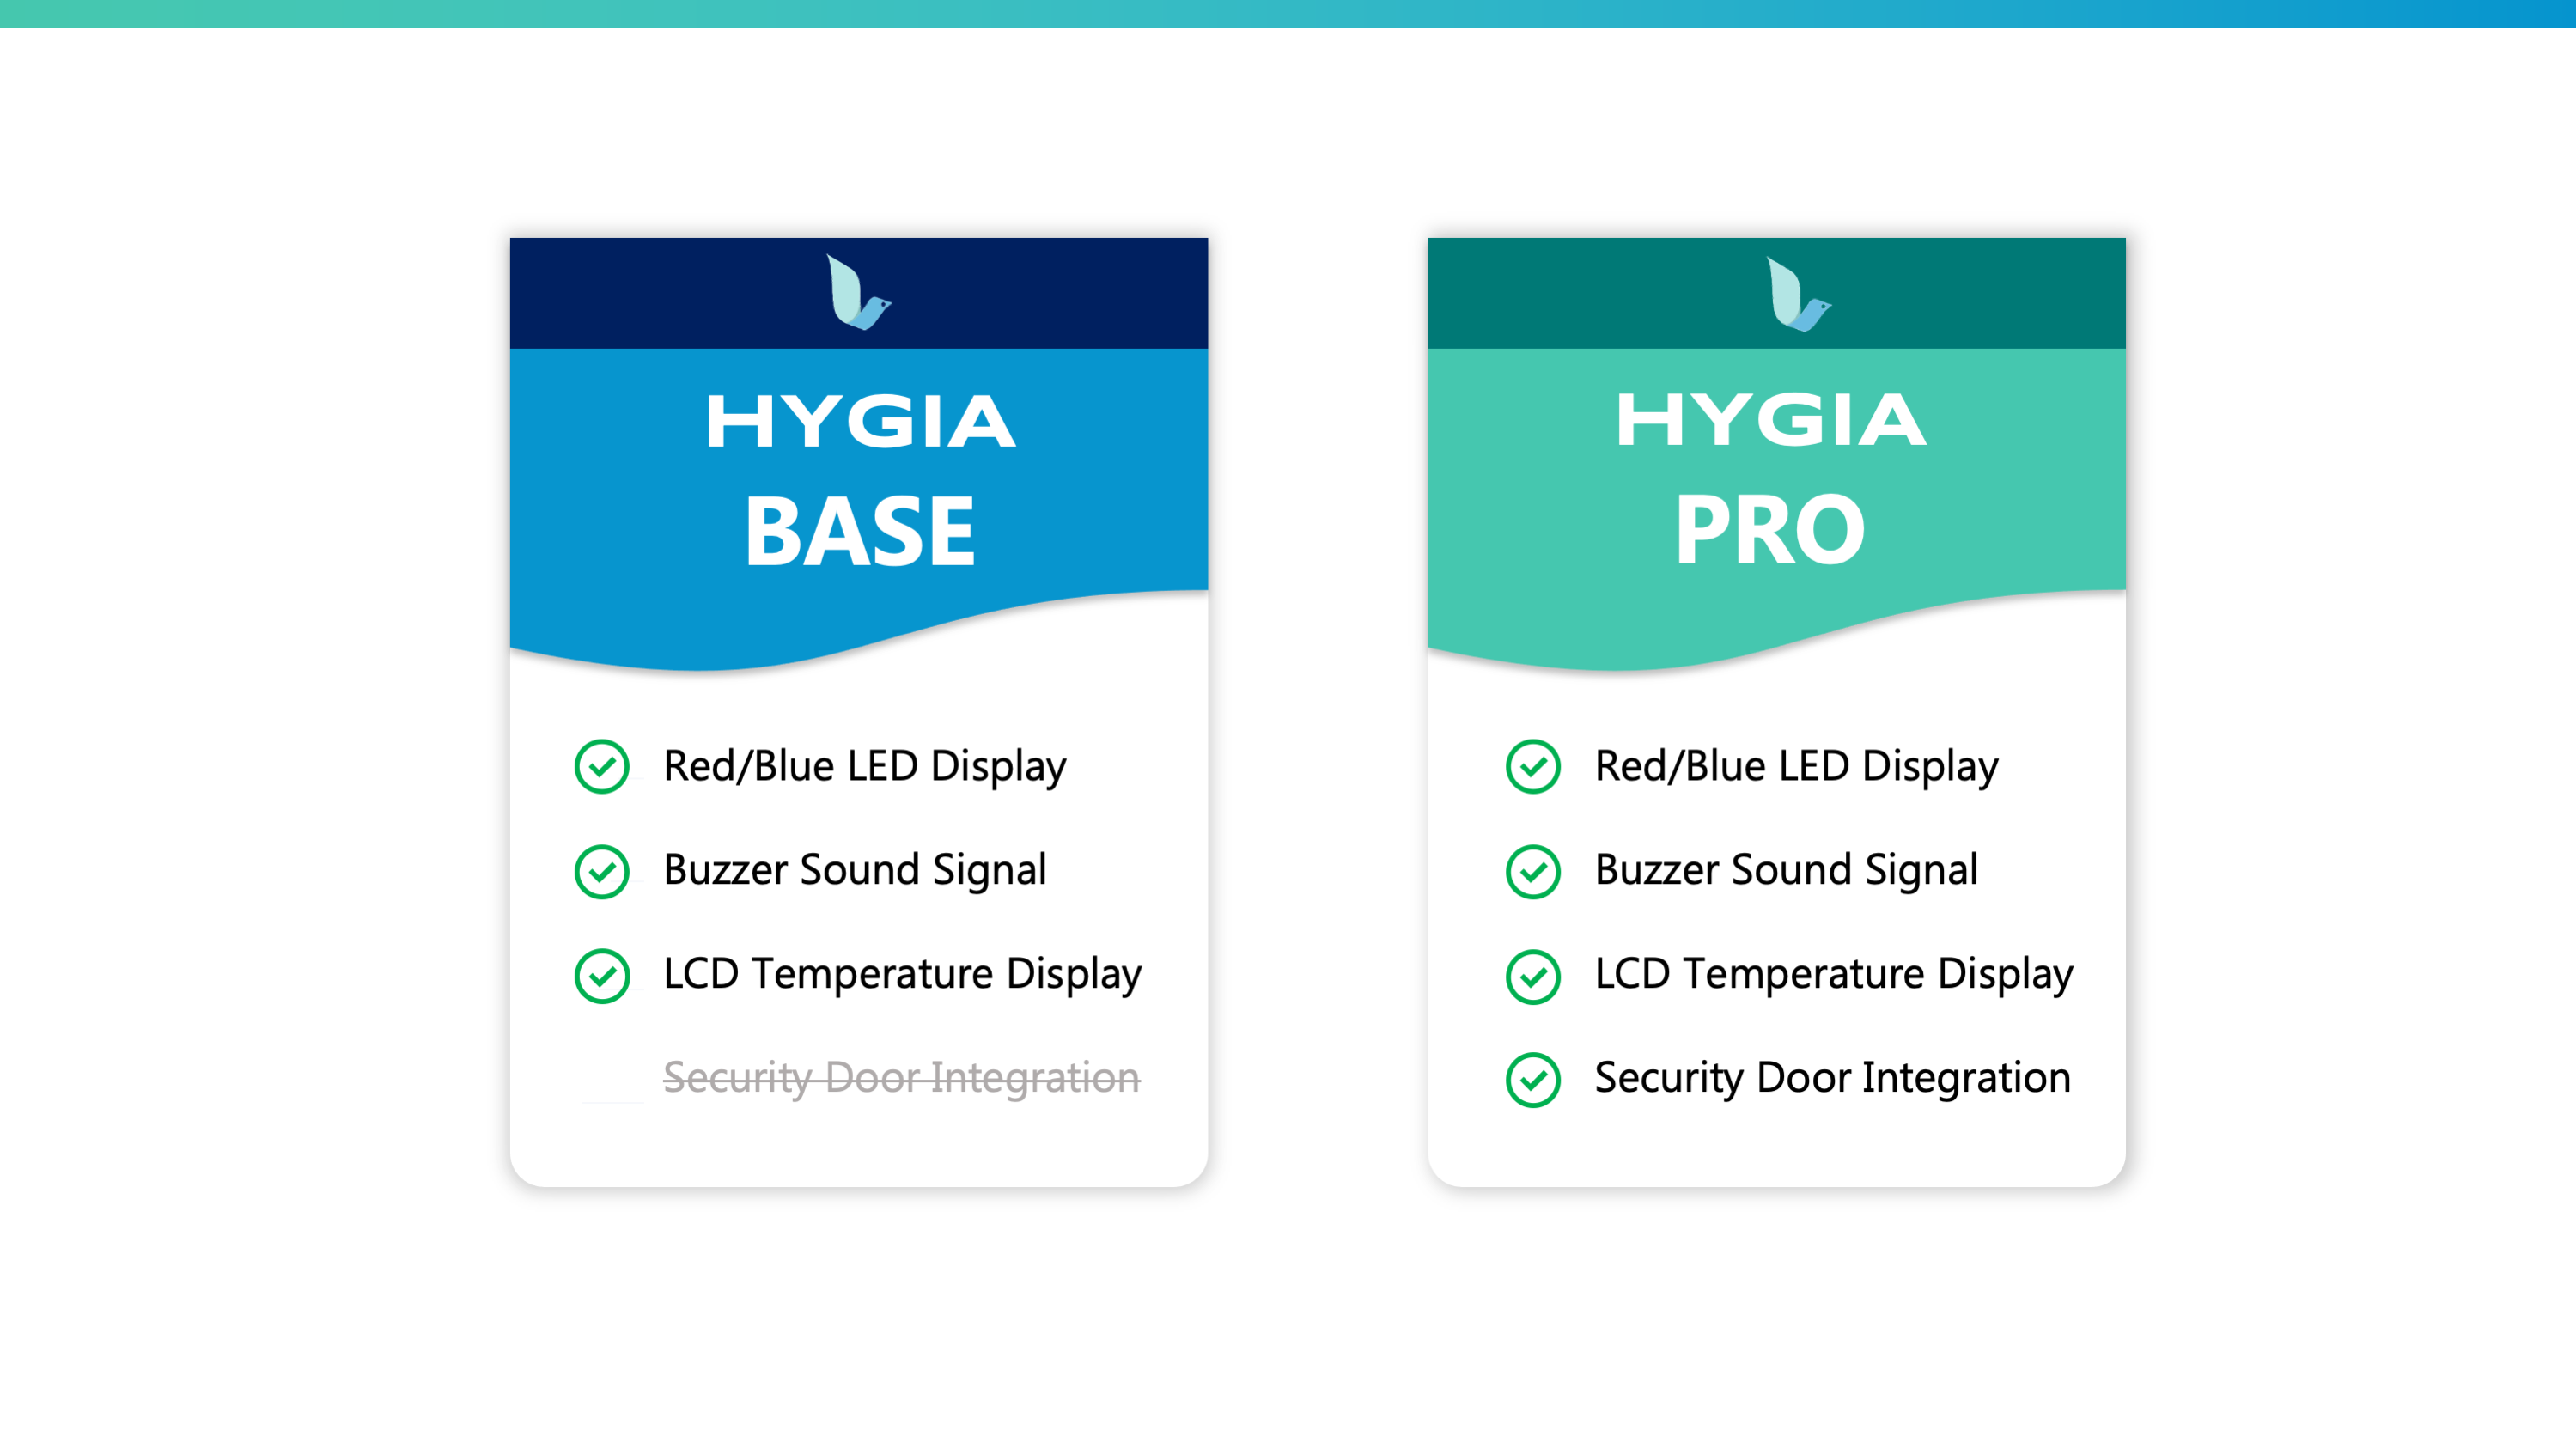 HYGIA
BASE
Red/Blue LED Display
Buzzer Sound Signal
LCD Temperature Display
Security Door Integration
HYGIA
PRO
Red/Blue LED Display
Buzzer Sound Signal
LCD Temperature Display
Security Door Integration